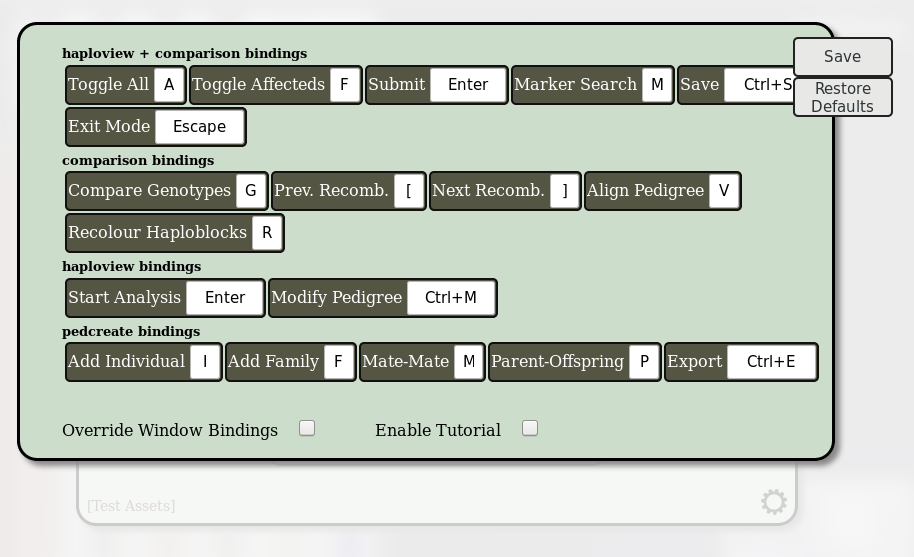 haploview + comparison bindings
Toggle All A Toggle Affecteds F Submit Enter Marker Search M Save Ctrl+S
Save
Restore
Defaults
Exit Mode Escape
comparison bindings
Compare Genotypes G Prev. Recomb. [ Next Recomb. ] Align Pedigree V
Recolour Haploblocks R
haploview bindings
Start Analysis Enter Modify Pedigree Ctrl+M
pedcreate bindings
Add Individual I Add Family F Mate-Mate M Parent-Offspring P Export Ctrl+E
Override Window Bindings Enable Tutorial
[Test Assets]